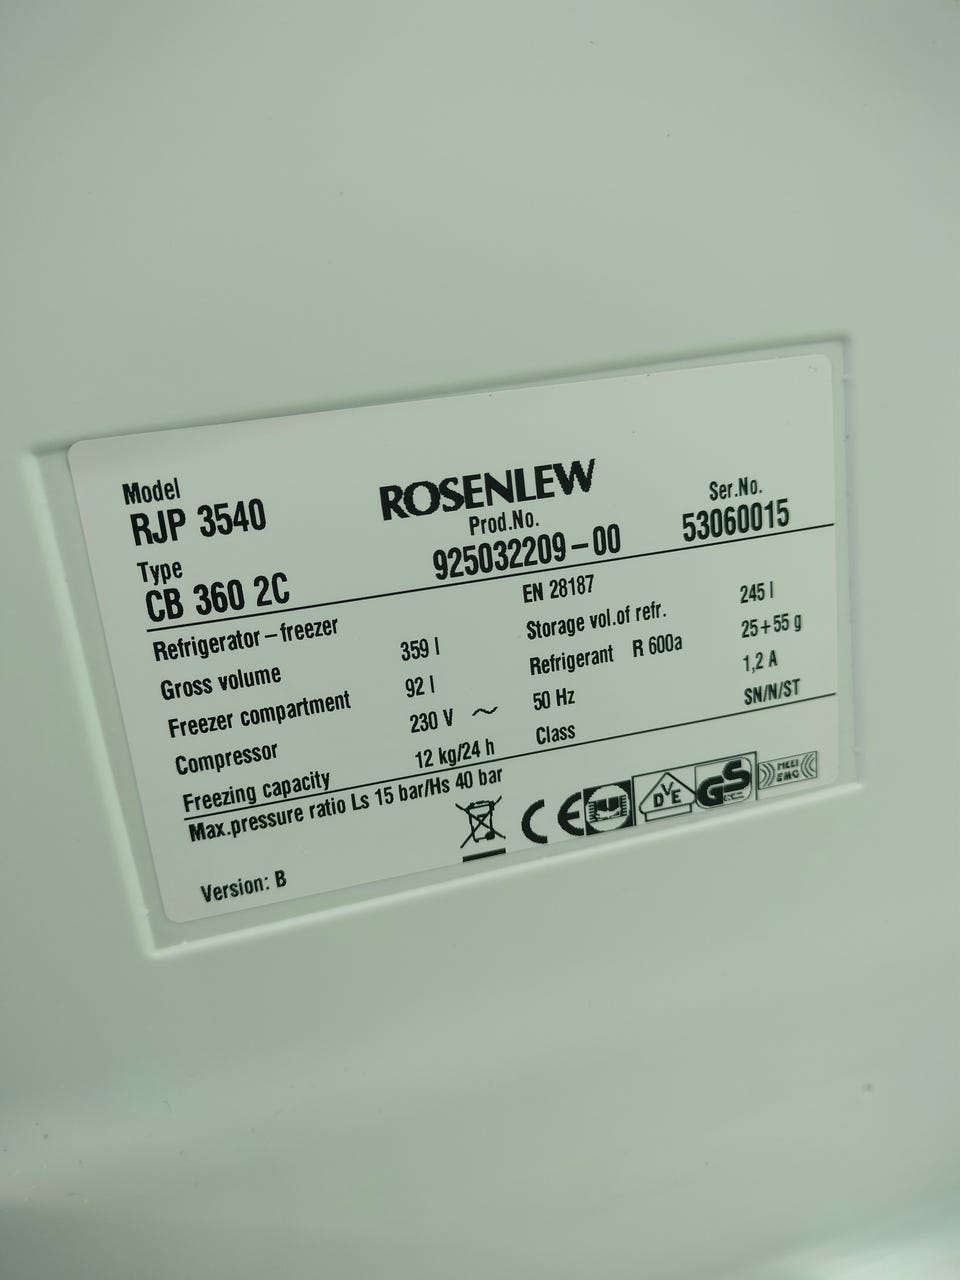 Model
RJP 3540
ROSENLEW
Prod.No.
925032209-00
Ser.No.
53060015
Type
CB 360 2C
Refrigerator-freezer EN 28187
Gross volume 359 l Storage vol.of refr. 245 l
Freezer compartment 92 l Refrigerant R 600a 25+55 g
Compressor 230 V ~ 50 Hz 1,2 A
Freezing capacity 12 kg/24 h Class SN/N/ST
Max.pressure ratio Ls 15 bar/Hs 40 bar
CE
DVE
GS
EMC
Version: B